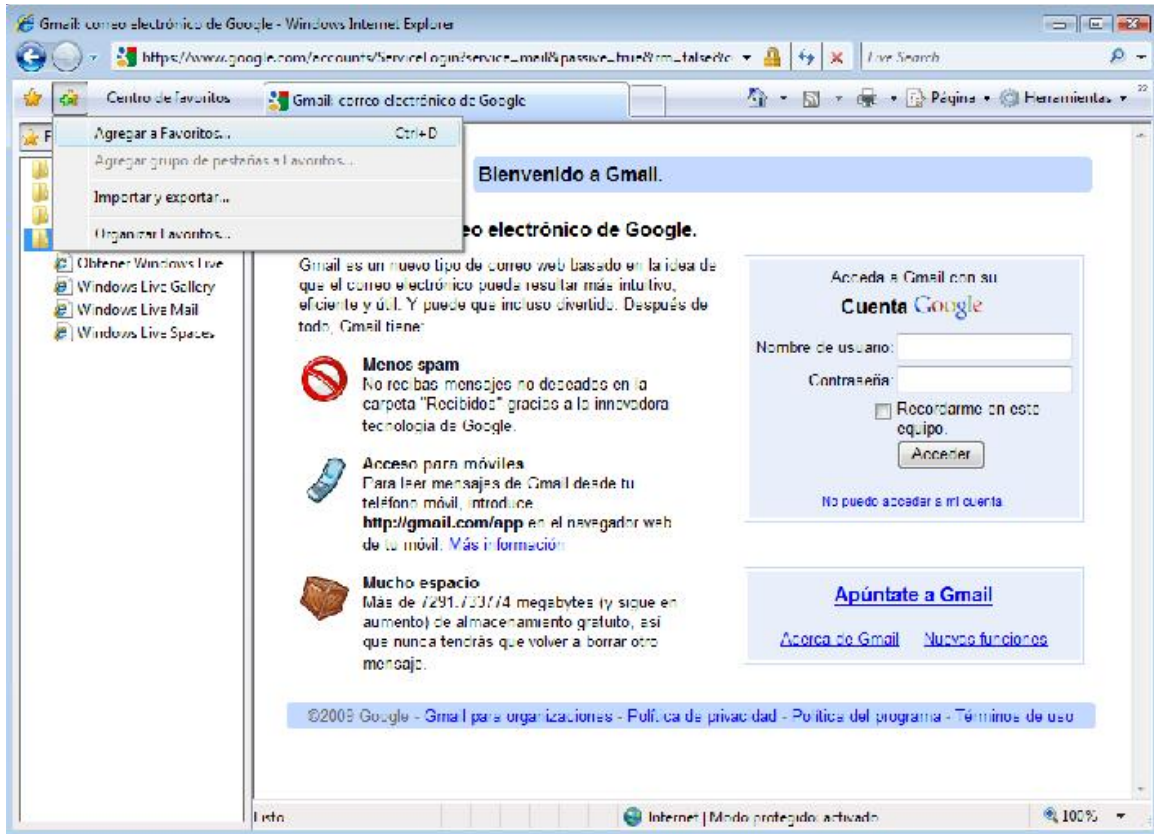 Gmail: correo electrónico de Google - Windows Internet Explorer
https://www.google.com/accounts/ServiceLogin?service=mail&passive=true&rm=false&c
Live Search
Centro de favoritos
Gmail: correo electrónico de Google
Página
Herramientas
22
F
Agregar a Favoritos... Ctrl+D
Agregar grupo de pestañas a Favoritos...
Importar y exportar...
Organizar Favoritos...
Obtener Windows Live
Windows Live Gallery
Windows Live Mail
Windows Live Spaces
Bienvenido a Gmail.
eo electrónico de Google.
Gmail es un nuevo tipo de correo web basado en la idea de
que el correo electrónico pueda resultar más intuitivo,
eficiente y útil. Y puede que incluso divertido. Después de
todo, Gmail tiene:
Menos spam
No recibas mensajes no deseados en la
carpeta "Recibidos" gracias a la innovadora
tecnología de Google.
Acceso para móviles
Para leer mensajes de Gmail desde tu
teléfono móvil, introduce
http://gmail.com/app en el navegador web
de tu móvil. Más información
Mucho espacio
Más de 7291.733774 megabytes (y sigue en
aumento) de almacenamiento gratuito, así
que nunca tendrás que volver a borrar otro
mensaje.
Acceda a Gmail con su
Cuenta Google
Nombre de usuario:
Contraseña:
Recordarme en este
equipo.
Acceder
No puedo acceder a mi cuenta
Apúntate a Gmail
Acerca de Gmail Nuevas funciones
©2009 Google - Gmail para organizaciones - Política de privacidad - Política del programa - Términos de uso
Listo
Internet | Modo protegido: activado
100%